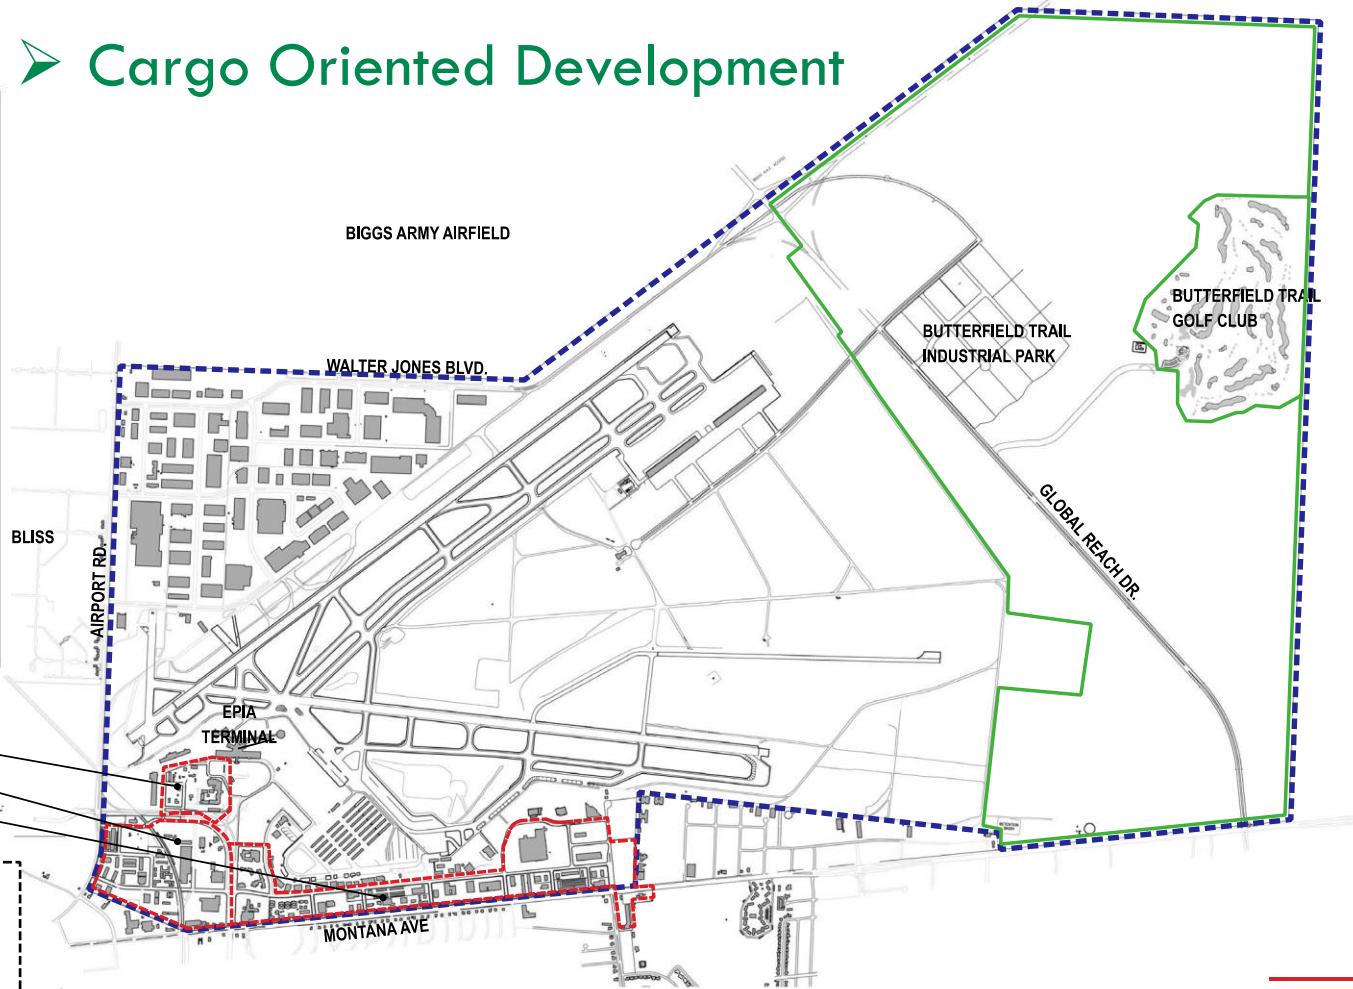 Cargo Oriented Development
BIGGS ARMY AIRFIELD
WALTER JONES BLVD.
BUTTERFIELD TRAIL
GOLF CLUB
BUTTERFIELD TRAIL
INDUSTRIAL PARK
GLOBAL REACH DR.
BLISS
AIRPORT RD.
EPIA
TERMINAL
MONTANA AVE